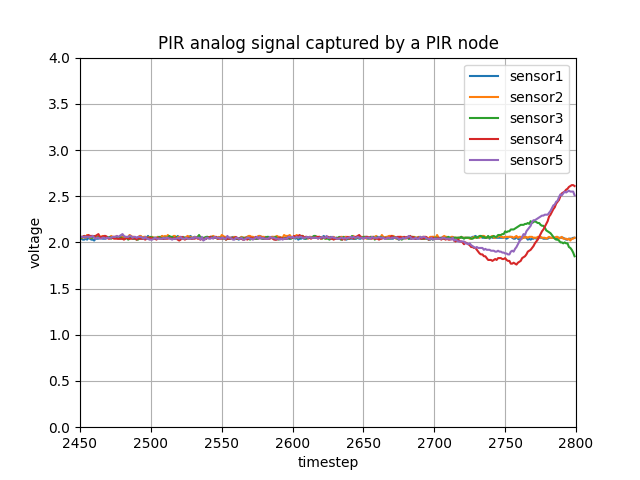 PIR analog signal captured by a PIR node
4.0
3.5
3.0
2.5
2.0
1.5
1.0
0.5
0.0
voltage
sensor1
sensor2
sensor3
sensor4
sensor5
2450 2500 2550 2600 2650 2700 2750 2800
timestep